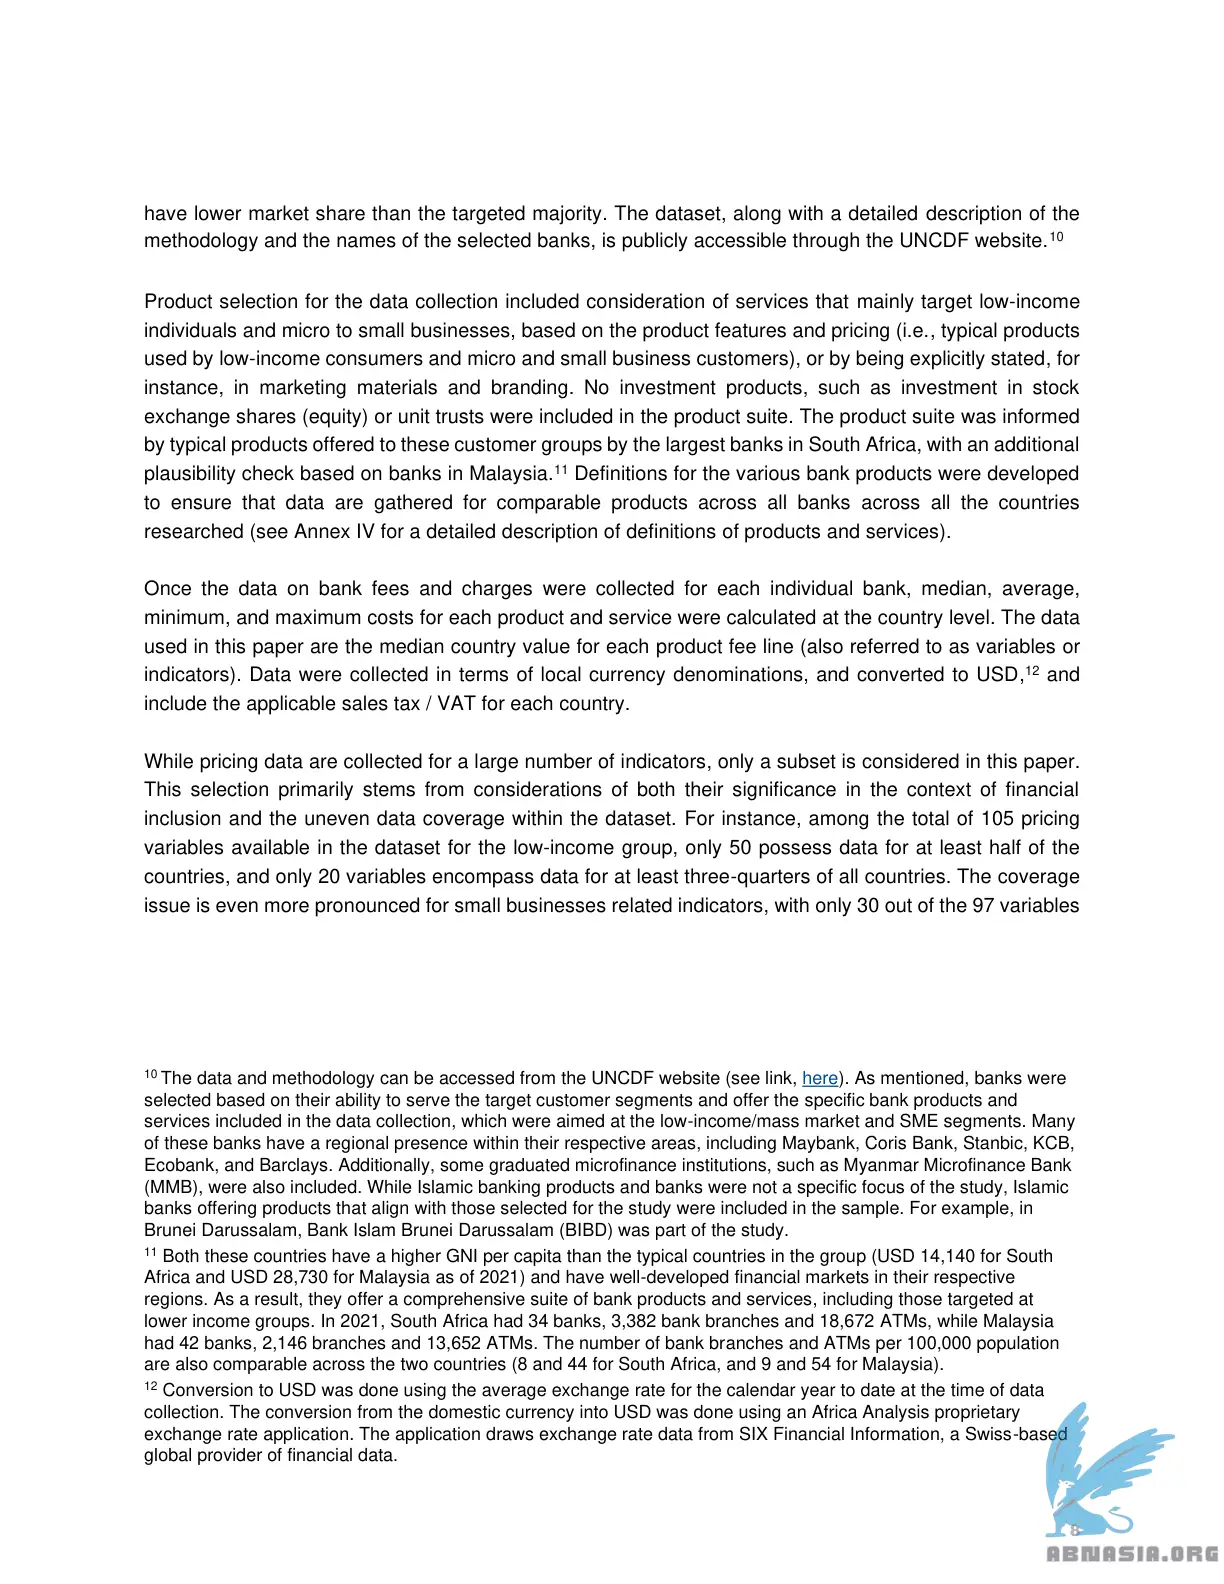 have lower market share than the targeted majority. The dataset, along with a detailed description of the
methodology and the names of the selected banks, is publicly accessible through the UNCDF website.10
Product selection for the data collection included consideration of services that mainly target low-income
individuals and micro to small businesses, based on the product features and pricing (i.e., typical products
used by low-income consumers and micro and small business customers), or by being explicitly stated, for
instance, in marketing materials and branding. No investment products, such as investment in stock
exchange shares (equity) or unit trusts were included in the product suite. The product suite was informed
by typical products offered to these customer groups by the largest banks in South Africa, with an additional
plausibility check based on banks in Malaysia.11 Definitions for the various bank products were developed
to ensure that data are gathered for comparable products across all banks across all the countries
researched (see Annex IV for a detailed description of definitions of products and services).
Once the data on bank fees and charges were collected for each individual bank, median, average,
minimum, and maximum costs for each product and service were calculated at the country level. The data
used in this paper are the median country value for each product fee line (also referred to as variables or
indicators). Data were collected in terms of local currency denominations, and converted to USD,12 and
include the applicable sales tax / VAT for each country.
While pricing data are collected for a large number of indicators, only a subset is considered in this paper.
This selection primarily stems from considerations of both their significance in the context of financial
inclusion and the uneven data coverage within the dataset. For instance, among the total of 105 pricing
variables available in the dataset for the low-income group, only 50 possess data for at least half of the
countries, and only 20 variables encompass data for at least three-quarters of all countries. The coverage
issue is even more pronounced for small businesses related indicators, with only 30 out of the 97 variables
10 The data and methodology can be accessed from the UNCDF website (see link, here). As mentioned, banks were
selected based on their ability to serve the target customer segments and offer the specific bank products and
services included in the data collection, which were aimed at the low-income/mass market and SME segments. Many
of these banks have a regional presence within their respective areas, including Maybank, Coris Bank, Stanbic, KCB,
Ecobank, and Barclays. Additionally, some graduated microfinance institutions, such as Myanmar Microfinance Bank
(MMB), were also included. While Islamic banking products and banks were not a specific focus of the study, Islamic
banks offering products that align with those selected for the study were included in the sample. For example, in
Brunei Darussalam, Bank Islam Brunei Darussalam (BIBD) was part of the study.
11 Both these countries have a higher GNI per capita than the typical countries in the group (USD 14,140 for South
Africa and USD 28,730 for Malaysia as of 2021) and have well-developed financial markets in their respective
regions. As a result, they offer a comprehensive suite of bank products and services, including those targeted at
lower income groups. In 2021, South Africa had 34 banks, 3,382 bank branches and 18,672 ATMs, while Malaysia
had 42 banks, 2,146 branches and 13,652 ATMs. The number of bank branches and ATMs per 100,000 population
are also comparable across the two countries (8 and 44 for South Africa, and 9 and 54 for Malaysia).
12 Conversion to USD was done using the average exchange rate for the calendar year to date at the time of data
collection. The conversion from the domestic currency into USD was done using an Africa Analysis proprietary
exchange rate application. The application draws exchange rate data from SIX Financial Information, a Swiss-based
global provider of financial data.
8
ABNASIA.ORG